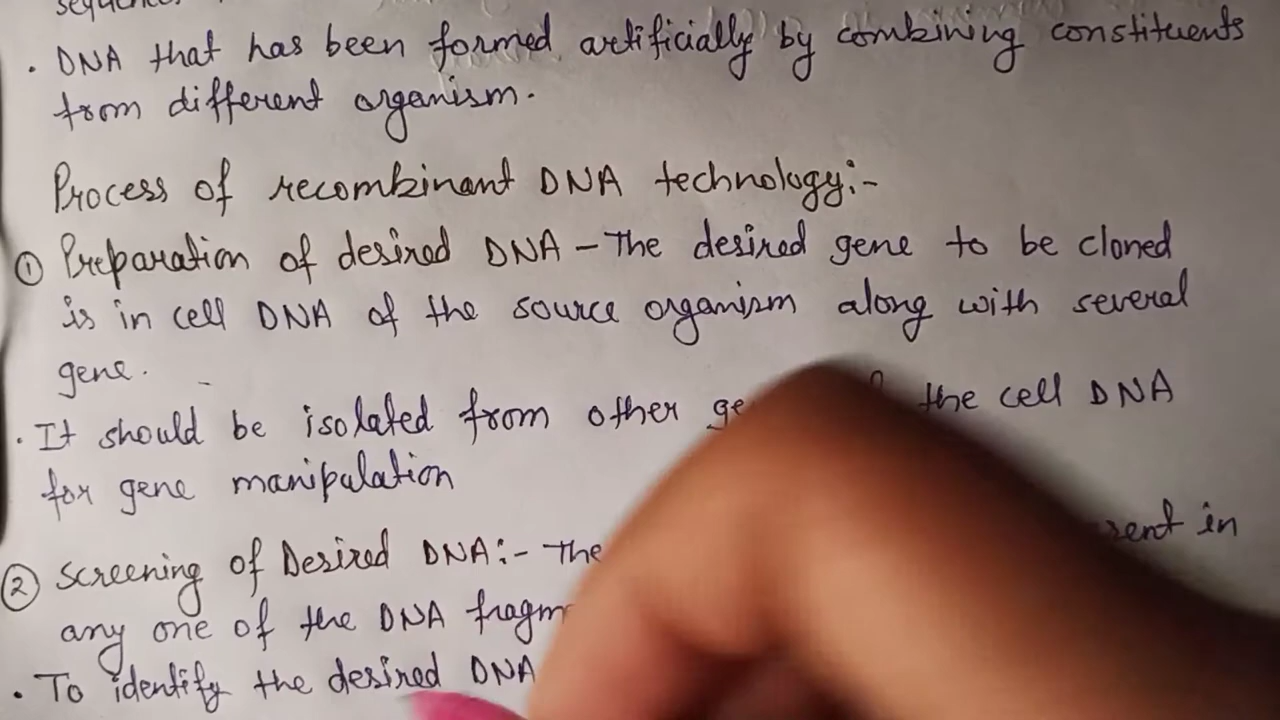 • DNA that has been formed artificially by combining constituents
from different organism.
Process of recombinant DNA technology:-
① Preparation of desired DNA - The desired gene to be cloned
is in cell DNA of the source organism along with several
gene.
• It should be isolated from other the cell DNA
for gene manipulation
② Screening of Desired DNA:- The in
any one of the DNA
• To identify the desired DNA